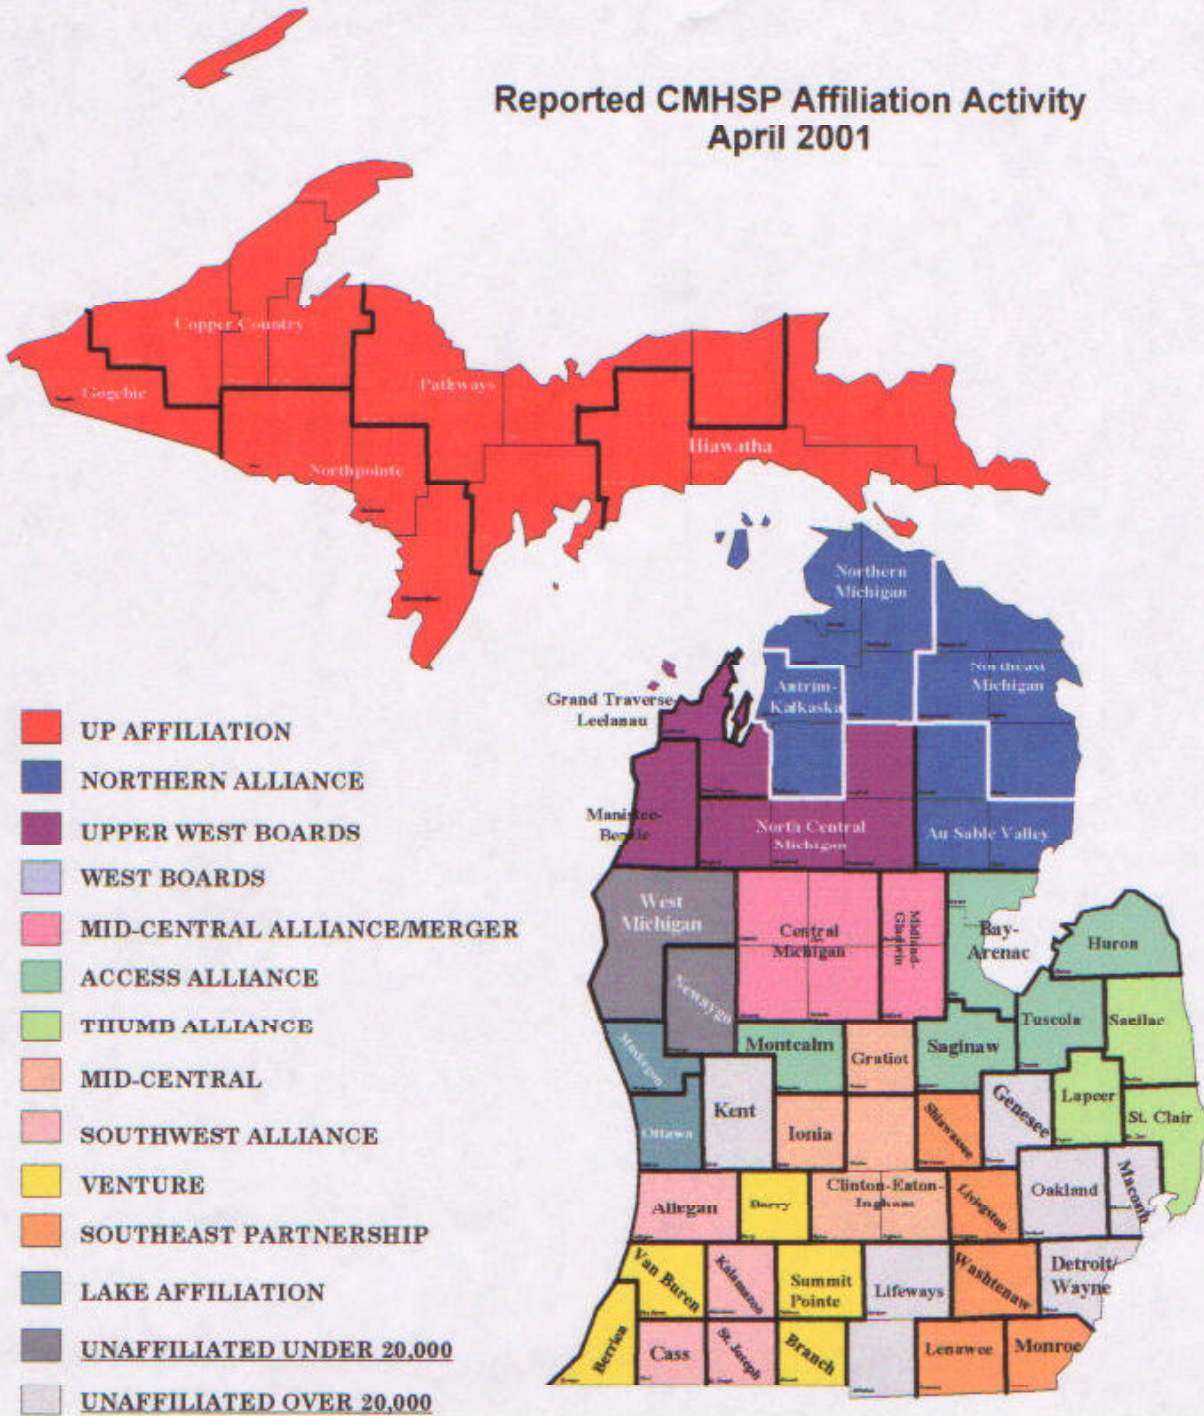 Reported CMHSP Affiliation Activity
April 2001
Copper Country
Gogebic
Pathways
Hiawatha
Northpointe
Northern
Michigan
Northeast
Michigan
Antrim-
Kalkaska
Grand Traverse-
Leelanau
Manistee-
Benzie
North Central
Michigan
Au Sable Valley
West
Michigan
Newaygo
Central
Michigan
Midland-
Gladwin
Bay-
Arenac
Huron
Tuscola
Sanilac
Muskegon
Montcalm
Gratiot
Saginaw
Ottawa
Kent
Ionia
Shiawassee
Genesee
Lapeer
St. Clair
Allegan
Barry
Clinton-Eaton-
Ingham
Livingston
Oakland
Macomb
Van Buren
Kalamazoo
Summit
Pointe
Lifeways
Washtenaw
Detroit/
Wayne
Berrien
Cass
St. Joseph
Branch
Lenawee
Monroe
UP AFFILIATION
NORTHERN ALLIANCE
UPPER WEST BOARDS
WEST BOARDS
MID-CENTRAL ALLIANCE/MERGER
ACCESS ALLIANCE
THUMB ALLIANCE
MID-CENTRAL
SOUTHWEST ALLIANCE
VENTURE
SOUTHEAST PARTNERSHIP
LAKE AFFILIATION
UNAFFILIATED UNDER 20,000
UNAFFILIATED OVER 20,000